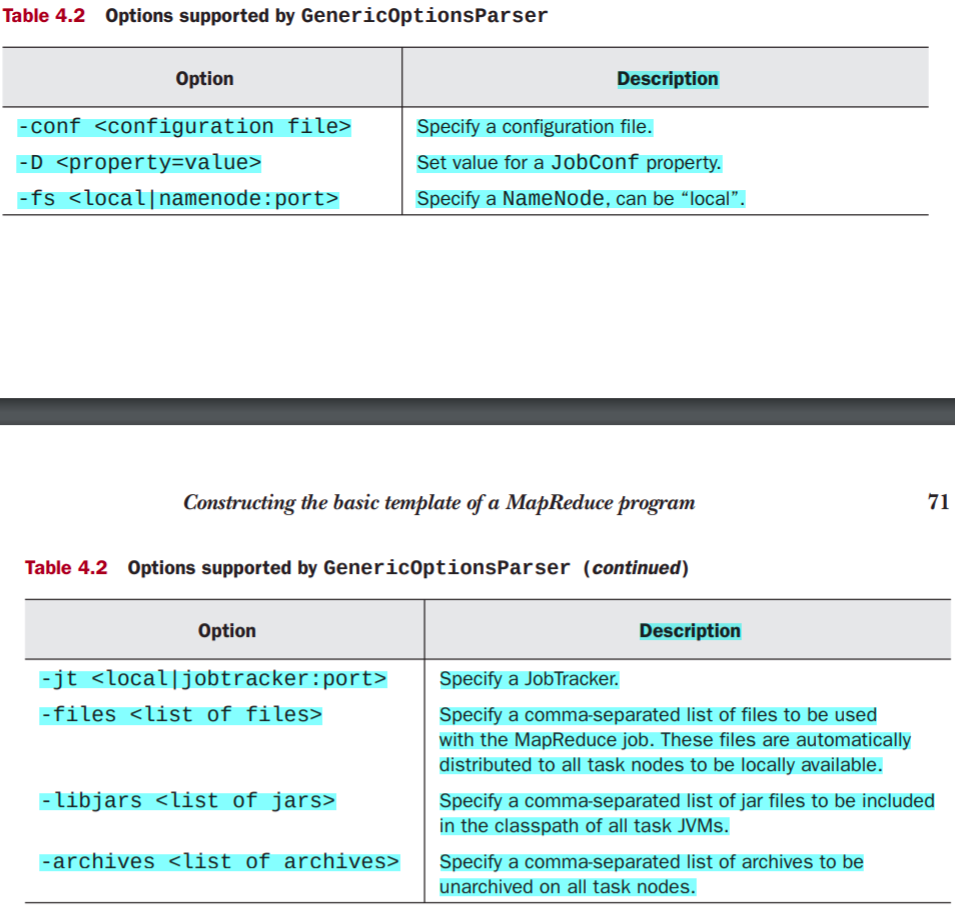 Table 4.2 Options supported by GenericOptionsParser
Option Description
-conf <configuration file> Specify a configuration file.
-D <property=value> Set value for a JobConf property.
-fs <local|namenode:port> Specify a NameNode, can be “local”.
Constructing the basic template of a MapReduce program 71
Table 4.2 Options supported by GenericOptionsParser (continued)
Option Description
-jt <local|jobtracker:port> Specify a JobTracker.
-files <list of files> Specify a comma-separated list of files to be used
with the MapReduce job. These files are automatically
distributed to all task nodes to be locally available.
-libjars <list of jars> Specify a comma-separated list of jar files to be included
in the classpath of all task JVMs.
-archives <list of archives> Specify a comma-separated list of archives to be
unarchived on all task nodes.